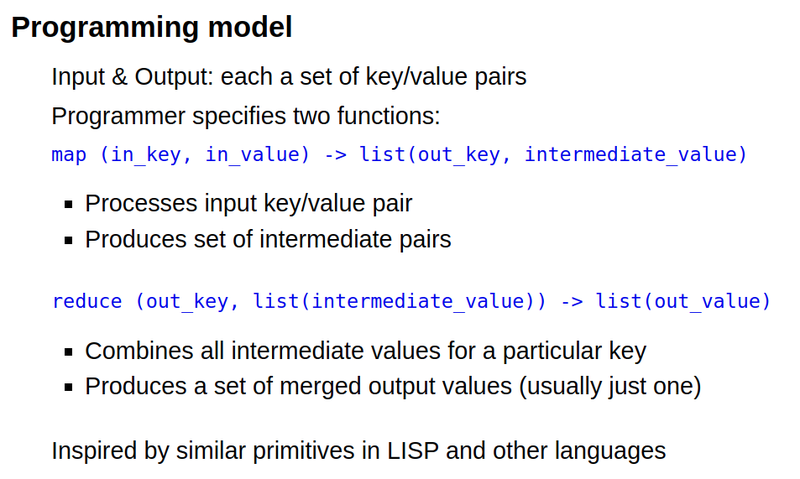 Programming model
Input & Output: each a set of key/value pairs
Programmer specifies two functions:
map (in_key, in_value) -> list(out_key, intermediate_value)
▪ Processes input key/value pair
▪ Produces set of intermediate pairs
reduce (out_key, list(intermediate_value)) -> list(out_value)
▪ Combines all intermediate values for a particular key
▪ Produces a set of merged output values (usually just one)
Inspired by similar primitives in LISP and other languages